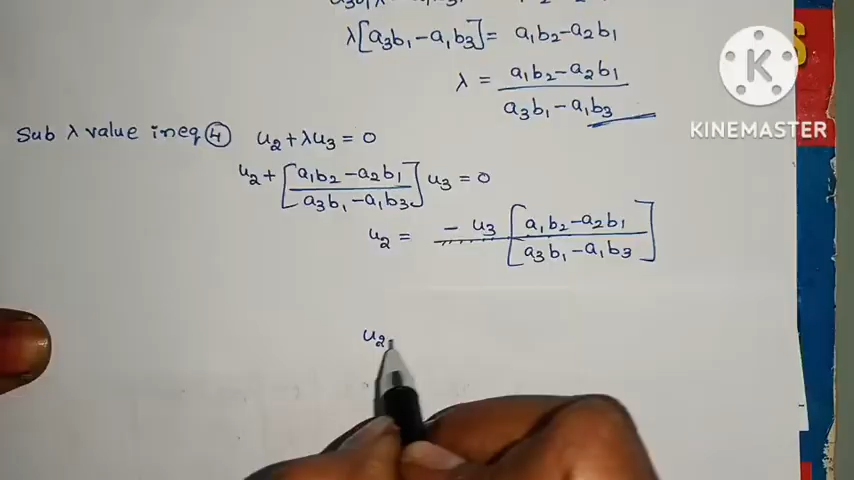 λ[a₃b₁-a₁b₃] = a₁b₂-a₂b₁
λ = a₁b₂-a₂b₁ / a₃b₁-a₁b₃
Sub λ value in eq ④ u₂+λu₃ = 0
u₂+ [a₁b₂-a₂b₁ / a₃b₁-a₁b₃] u₃ = 0
u₂ = - u₃ [a₁b₂-a₂b₁ / a₃b₁-a₁b₃]
u₂
KINEMASTER